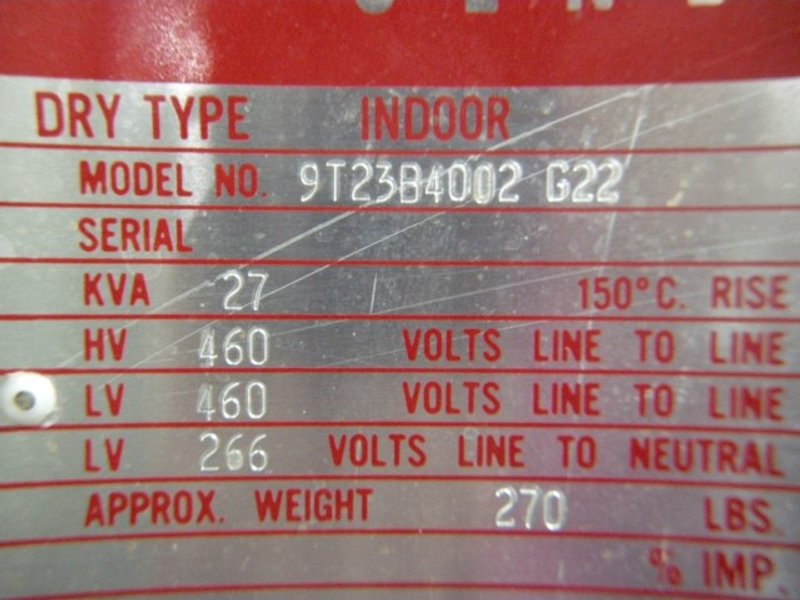 DRY TYPE INDOOR
MODEL NO. 9T23B4002 G22
SERIAL
KVA 27 150°C. RISE
HV 460 VOLTS LINE TO LINE
LV 460 VOLTS LINE TO LINE
LV 266 VOLTS LINE TO NEUTRAL
APPROX. WEIGHT 270 LBS.
% IMP.